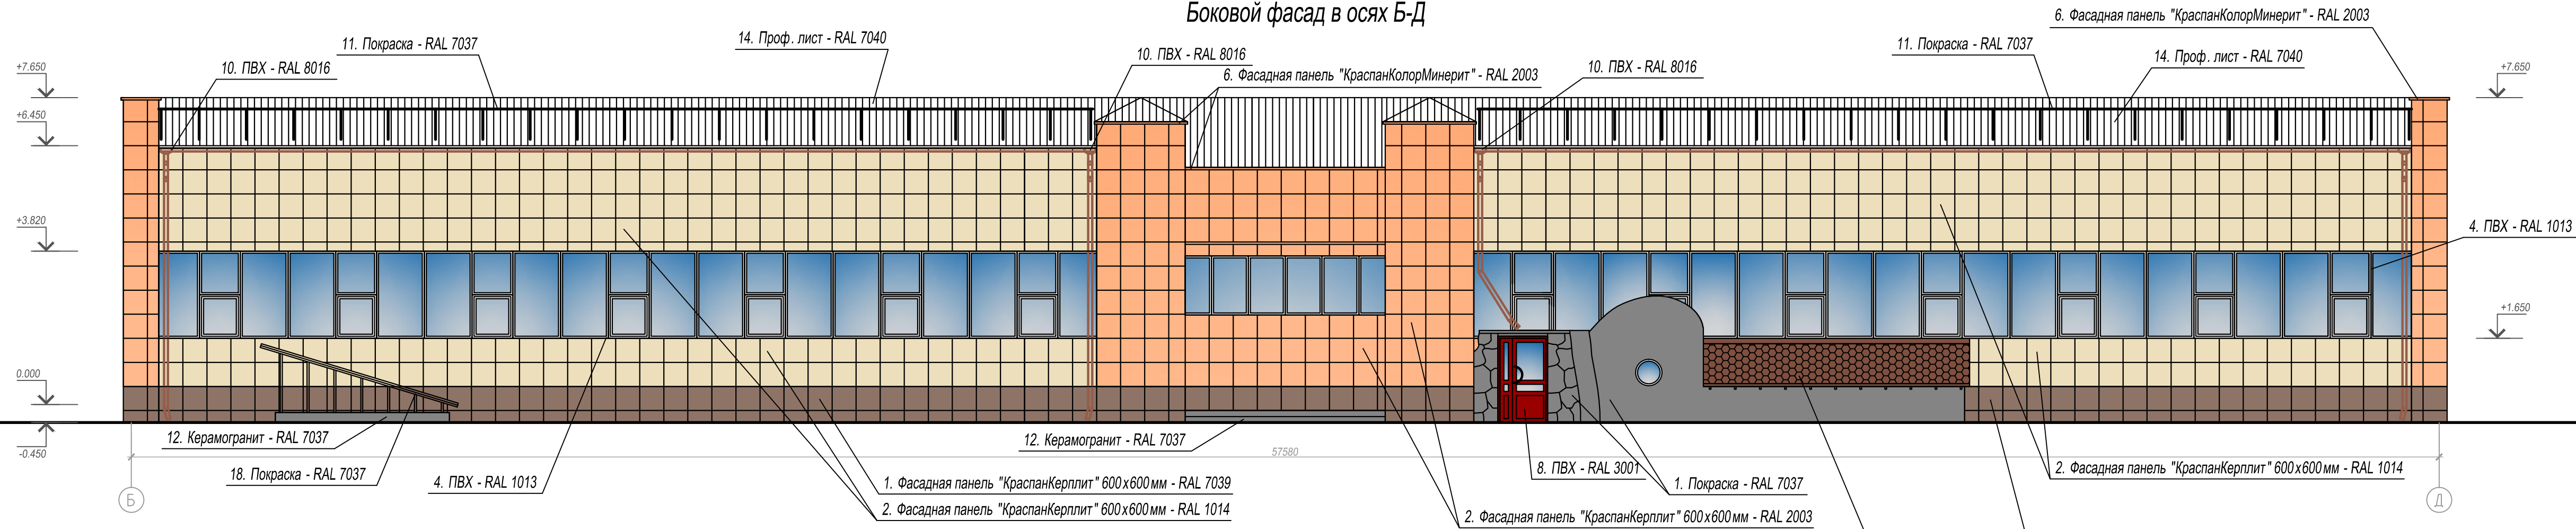 Боковой фасад в осях Б-Д
6. Фасадная панель "КраспанКолорМинерит" - RAL 2003
11. Покраска - RAL 7037
14. Проф. лист - RAL 7040
11. Покраска - RAL 7037
10. ПВХ - RAL 8016
10. ПВХ - RAL 8016
14. Проф. лист - RAL 7040
+7.650
10. ПВХ - RAL 8016
+7.650
6. Фасадная панель "КраспанКолорМинерит" - RAL 2003
+6.450
+3.820
4. ПВХ - RAL 1013
+1.650
0.000
12. Керамогранит - RAL 7037
12. Керамогранит - RAL 7037
-0.450
57580
18. Покраска - RAL 7037
8. ПВХ - RAL 3001
2. Фасадная панель "КраспанКерплит" 600х600мм - RAL 1014
4. ПВХ - RAL 1013
1. Фасадная панель "КраспанКерплит" 600х600мм - RAL 7039
1. Покраска - RAL 7037
Б
Д
2. Фасадная панель "КраспанКерплит" 600х600мм - RAL 1014
2. Фасадная панель "КраспанКерплит" 600х600мм - RAL 2003